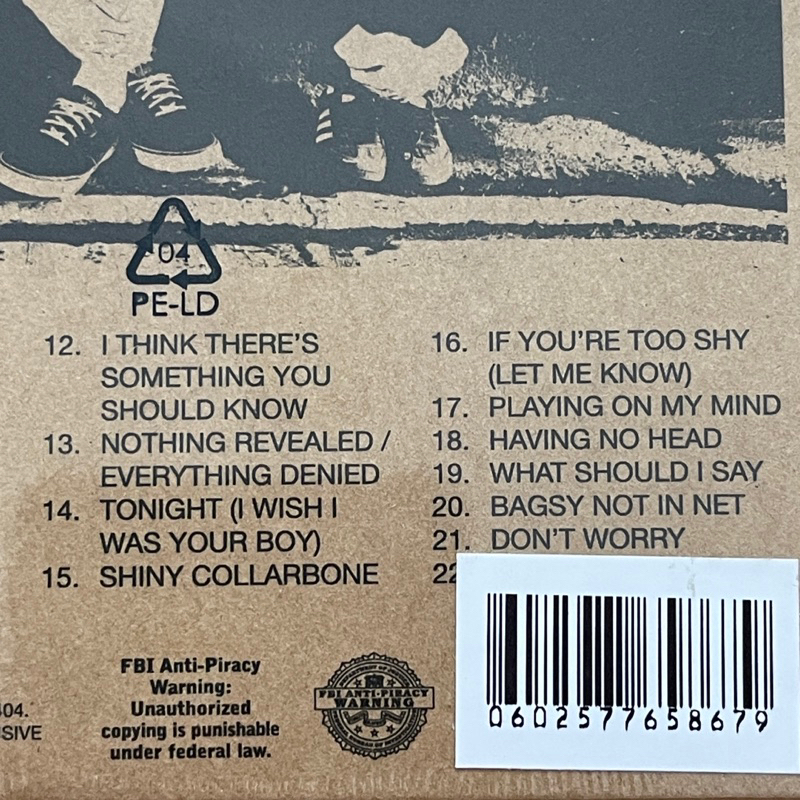 04
PE-LD
12. I THINK THERE'S
SOMETHING YOU
SHOULD KNOW
13. NOTHING REVEALED /
EVERYTHING DENIED
14. TONIGHT (I WISH I
WAS YOUR BOY)
15. SHINY COLLARBONE
16. IF YOU'RE TOO SHY
(LET ME KNOW)
17. PLAYING ON MY MIND
18. HAVING NO HEAD
19. WHAT SHOULD I SAY
20. BAGSY NOT IN NET
21. DON'T WORRY
22
04.
SIVE
FBI Anti-Piracy
Warning:
Unauthorized
copying is punishable
under federal law.
FBI ANTI-PIRACY
WARNING
0602577658679